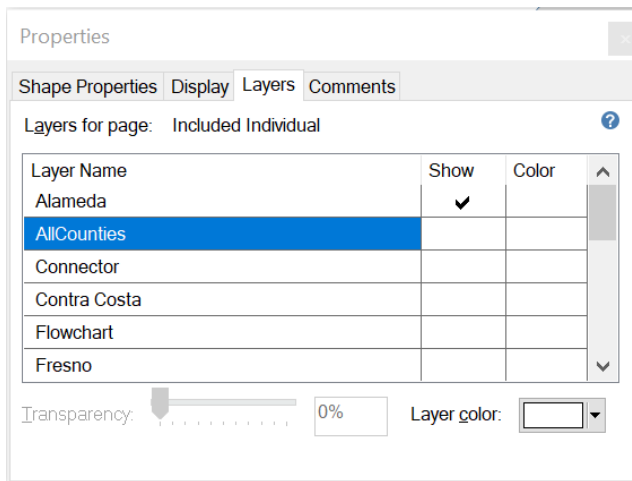 Properties
Shape Properties Display Layers Comments
Layers for page: Included Individual
Layer Name Show Color
Alameda
AllCounties
Connector
Contra Costa
Flowchart
Fresno
Transparency: 0% Layer color: